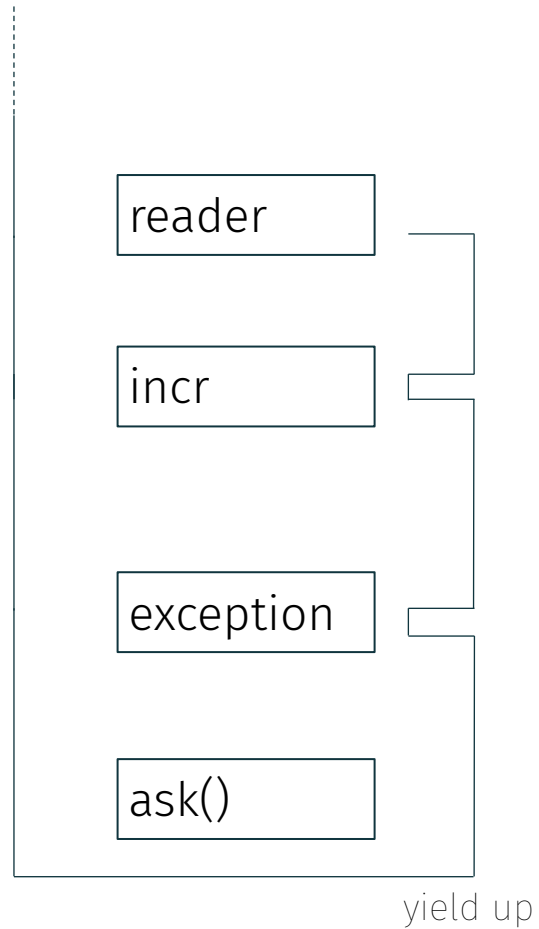 reader
incr
exception
ask()
yield up